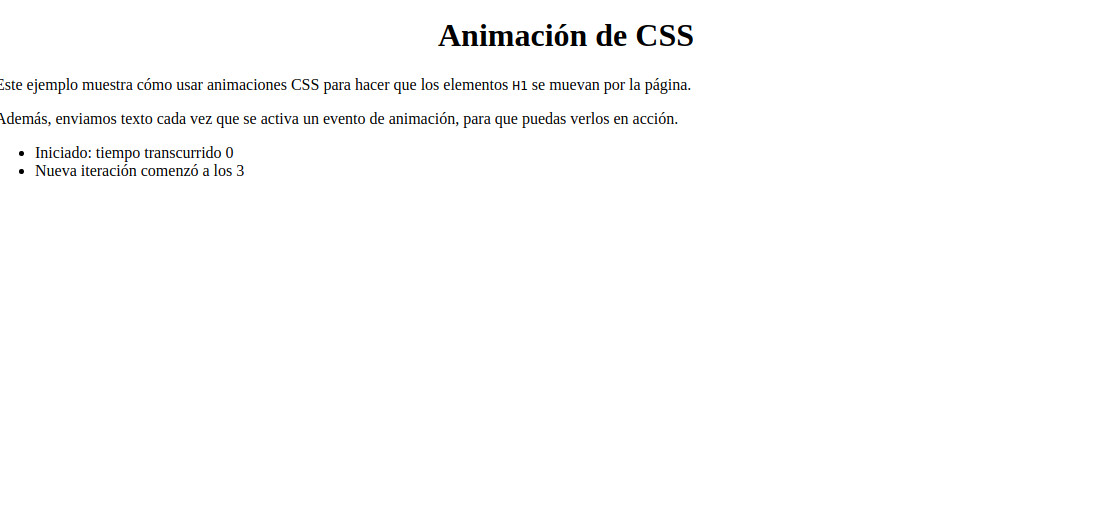 Animación de CSS
Este ejemplo muestra cómo usar animaciones CSS para hacer que los elementos H1 se muevan por la página.
Además, enviamos texto cada vez que se activa un evento de animación, para que puedas verlos en acción.
• Iniciado: tiempo transcurrido 0
• Nueva iteración comenzó a los 3